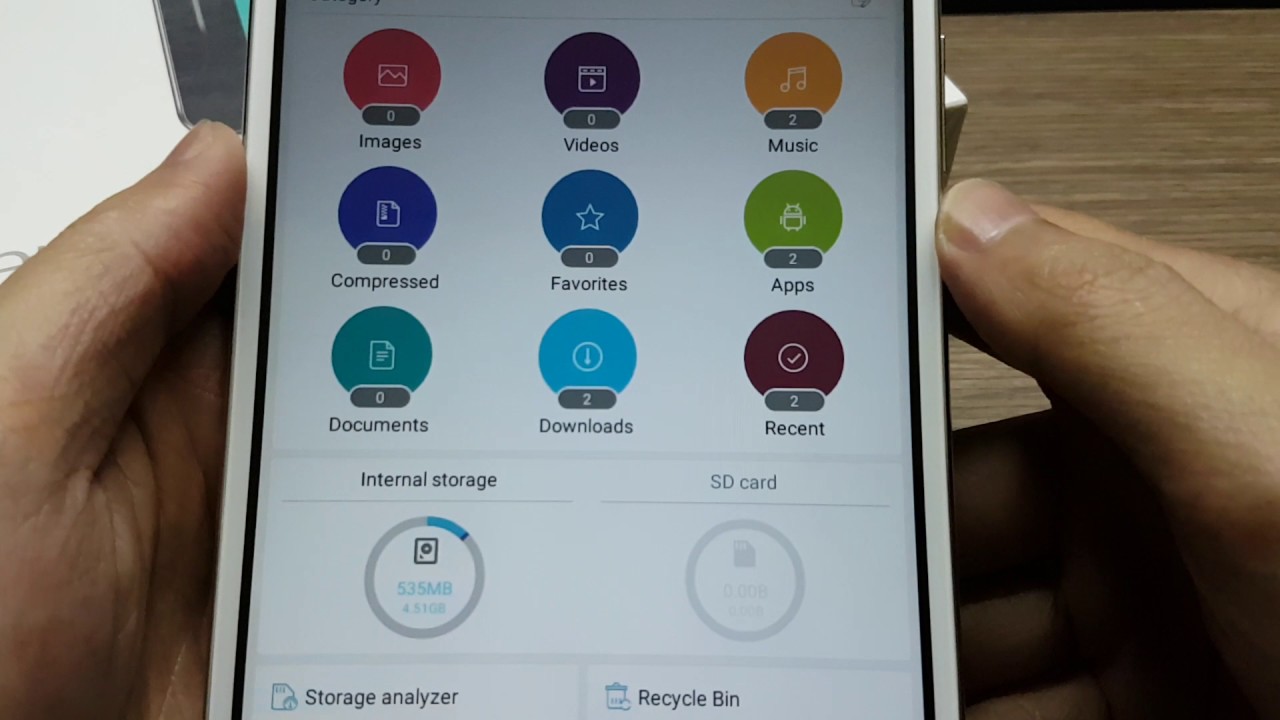 Category
0 0 2
Images Videos Music
0 0 2
Compressed Favorites Apps
0 2 2
Documents Downloads Recent
Internal storage SD card
535MB 0.00B
4.51GB 0.00B
Storage analyzer Recycle Bin